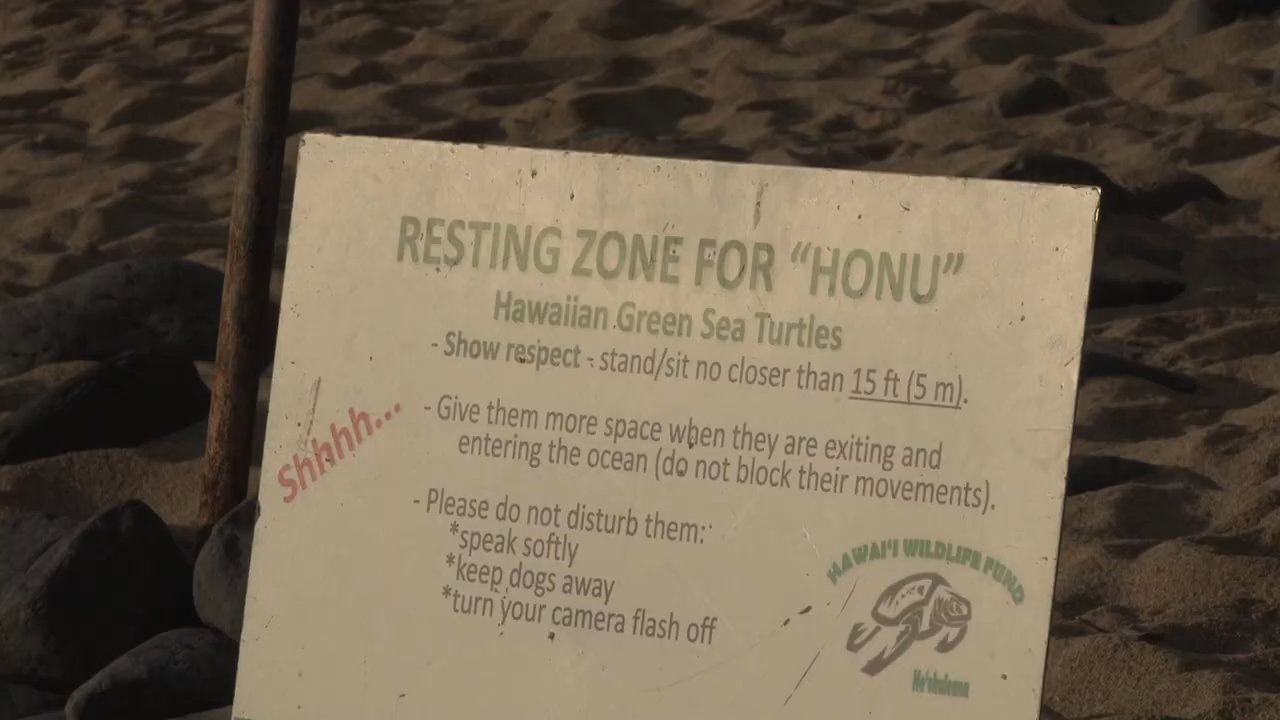 RESTING ZONE FOR “HONU”
Hawaiian Green Sea Turtles
- Show respect - stand/sit no closer than 15 ft (5 m).
Shhhh...
- Give them more space when they are exiting and
entering the ocean (do not block their movements).
- Please do not disturb them:
*speak softly
*keep dogs away
*turn your camera flash off
HAWAI'I WILDLIFE FUND